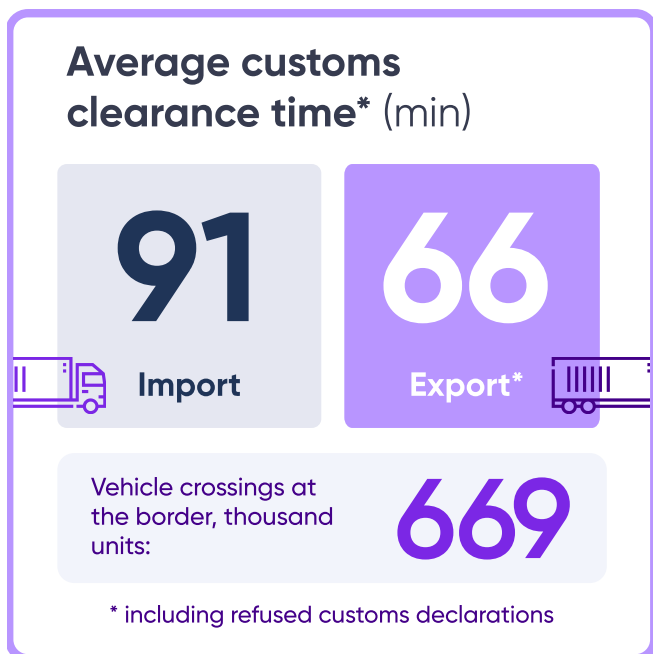 Average customs
clearance time* (min)
91
Import
66
Export*
Vehicle crossings at
the border, thousand
units:
669
* including refused customs declarations